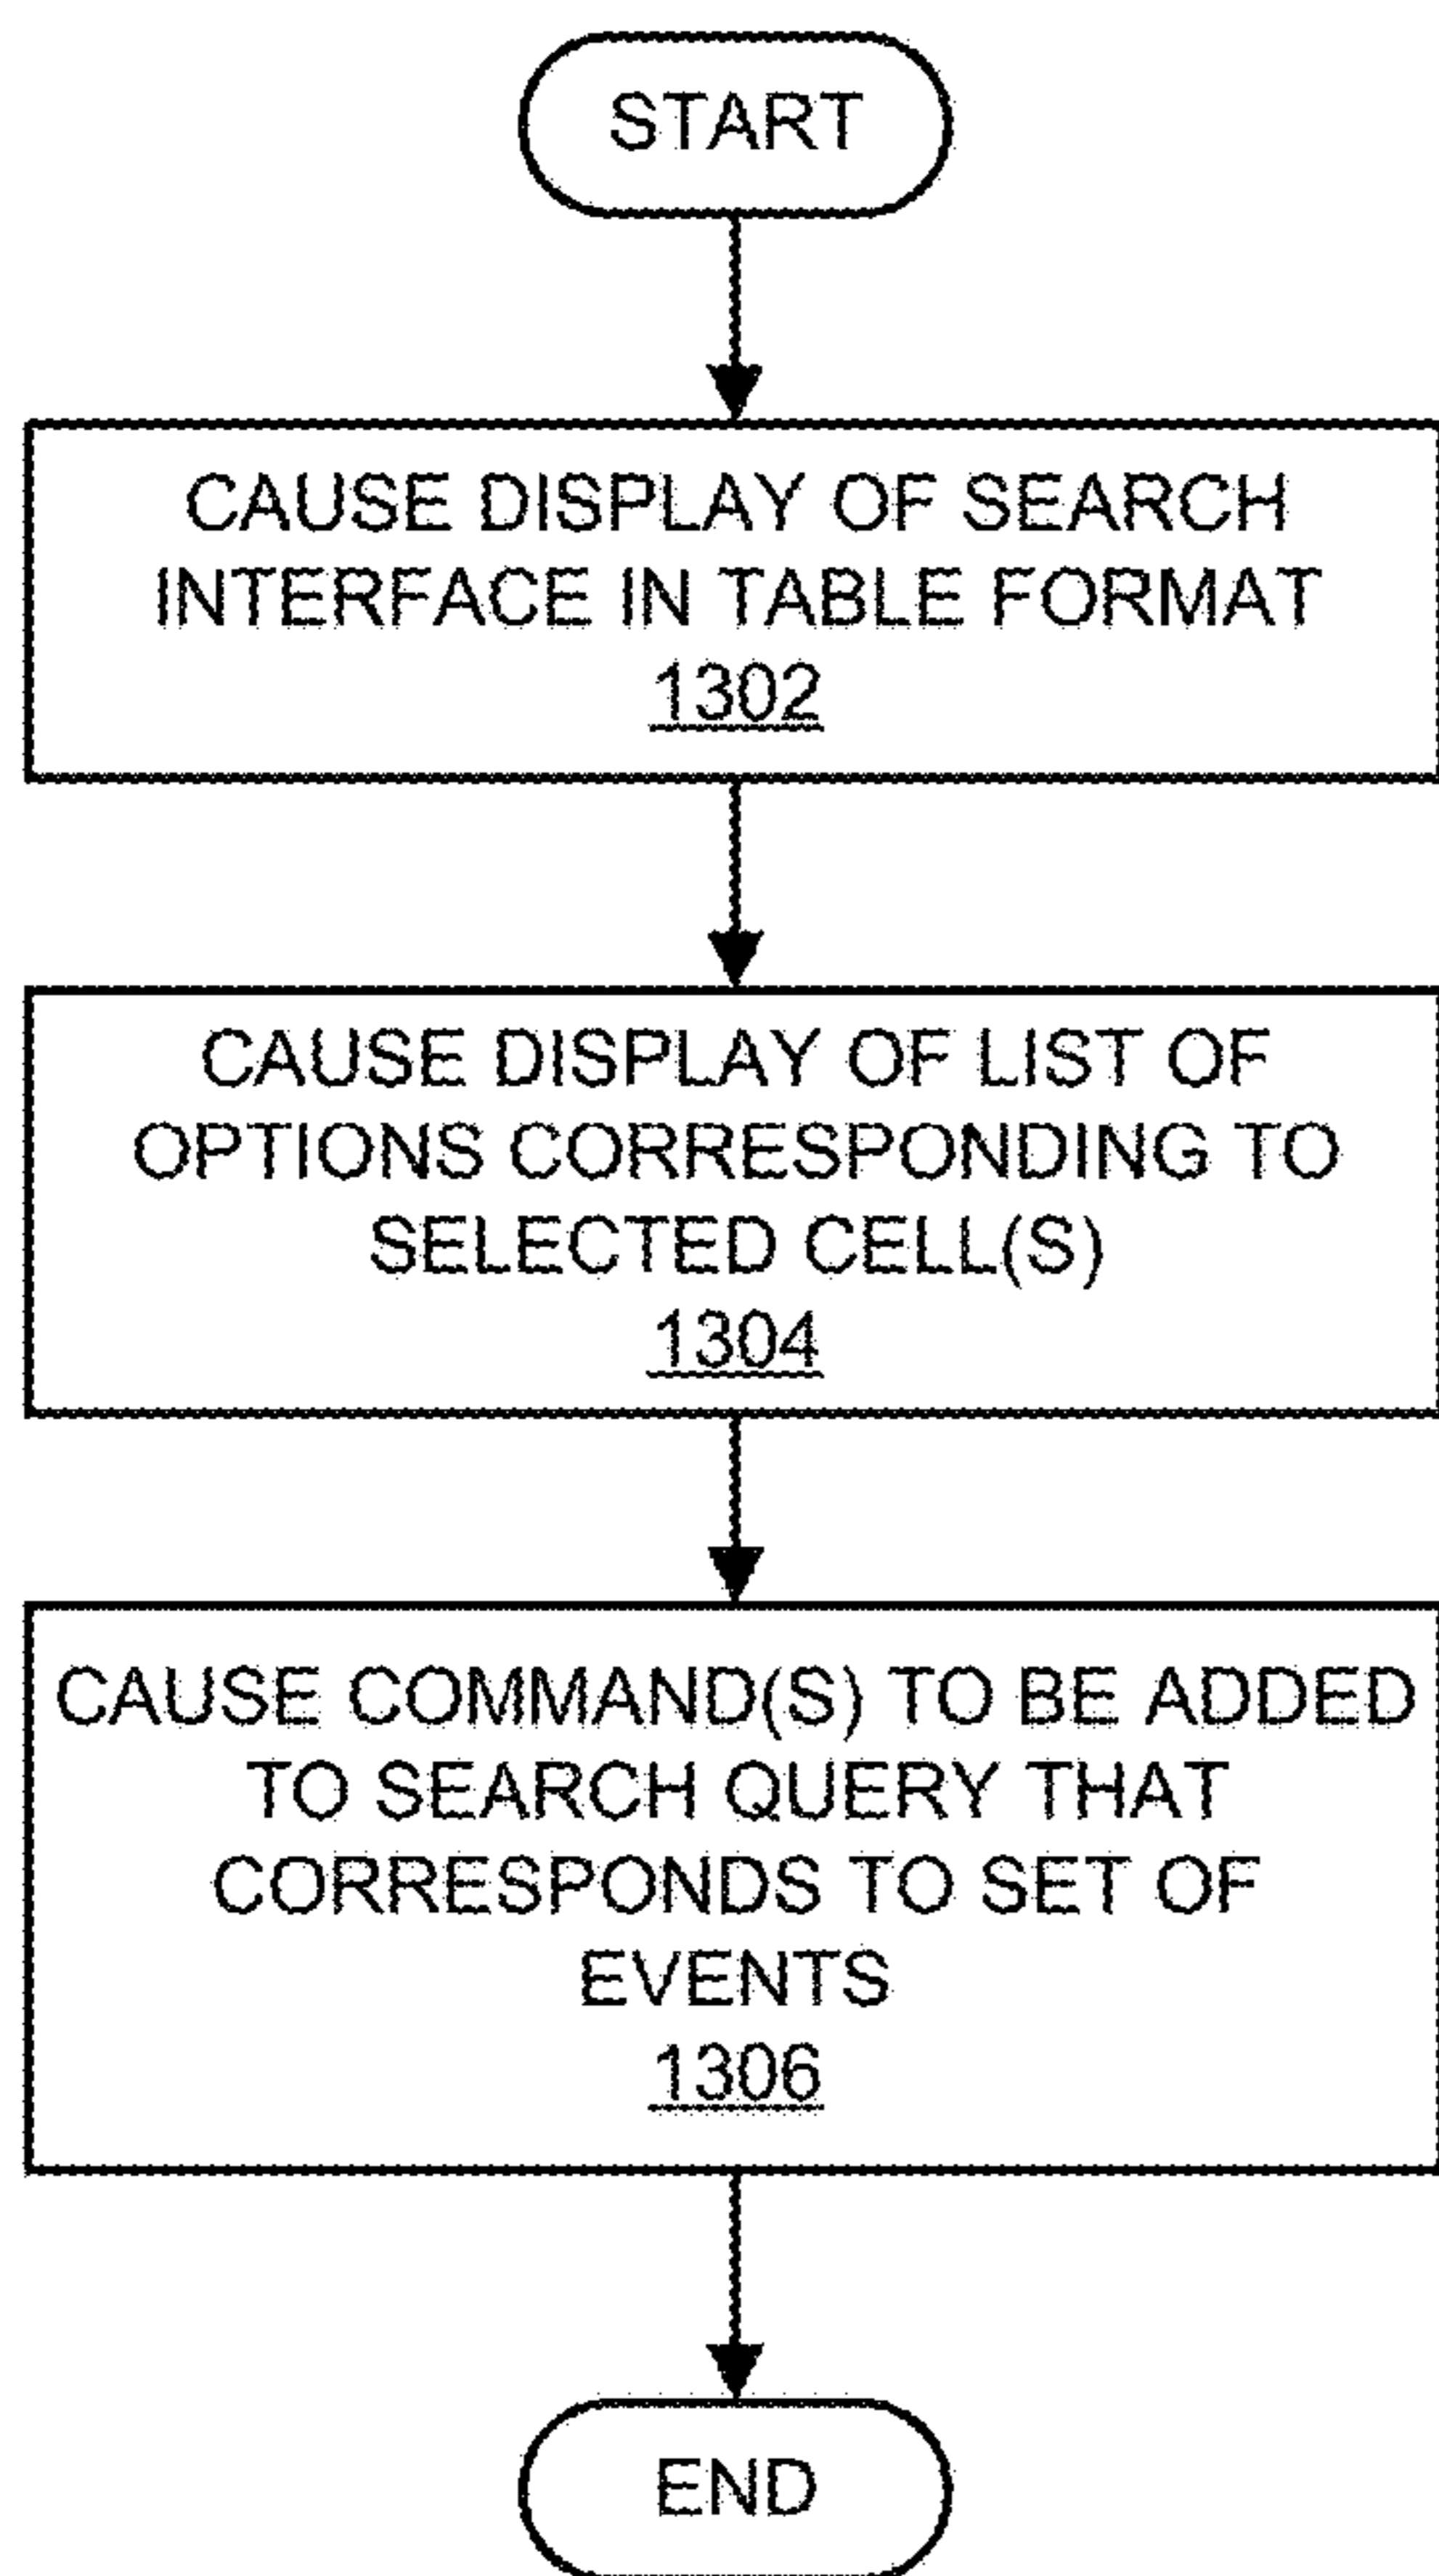 START
CAUSE DISPLAY OF SEARCH
INTERFACE IN TABLE FORMAT
1302
CAUSE DISPLAY OF LIST OF
OPTIONS CORRESPONDING TO
SELECTED CELL(S)
1304
CAUSE COMMAND(S) TO BE ADDED
TO SEARCH QUERY THAT
CORRESPONDS TO SET OF
EVENTS
1306
END